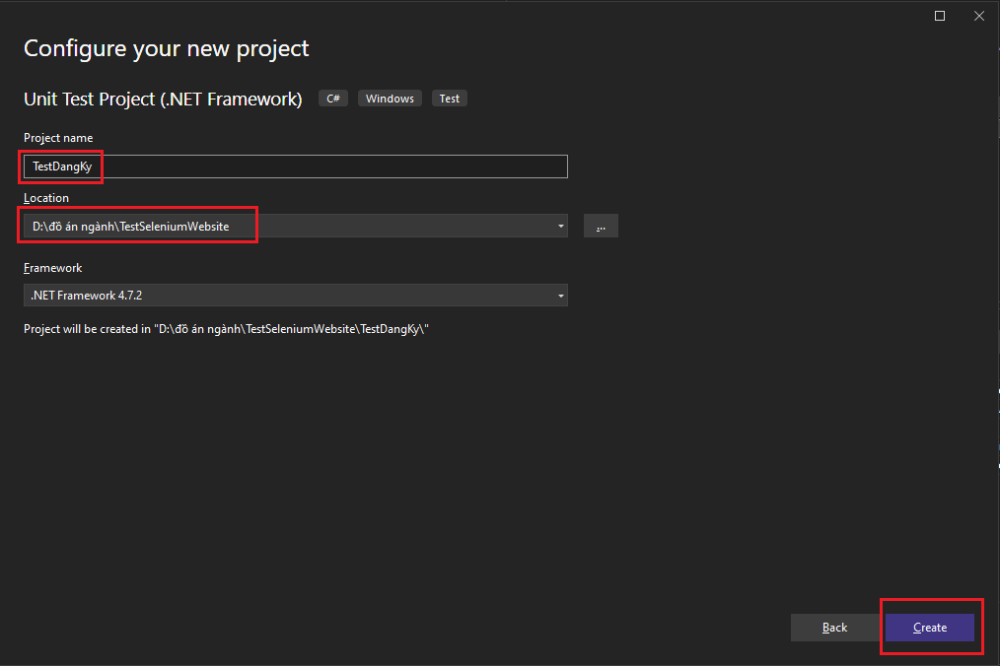 Configure your new project
Unit Test Project (.NET Framework) C# Windows Test
Project name
TestDangKy
Location
D:\đồ án ngành\TestSeleniumWebsite
...
Framework
.NET Framework 4.7.2
Project will be created in "D:\đồ án ngành\TestSeleniumWebsite\TestDangKy\"
Back Create